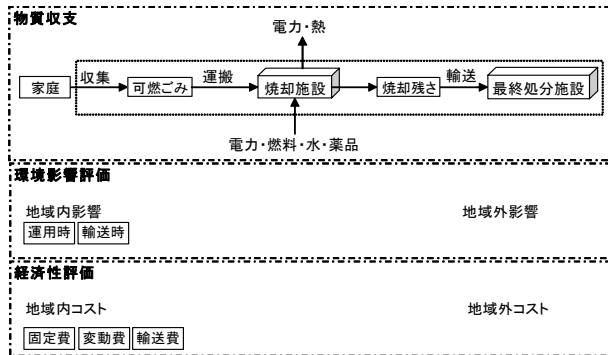 物質収支
電力・熱
家庭 収集 可燃ごみ 運搬 焼却施設 焼却残さ 輸送 最終処分施設
電力・燃料・水・薬品
環境影響評価
地域内影響 地域外影響
運用時 輸送時
経済性評価
地域内コスト 地域外コスト
固定費 変動費 輸送費